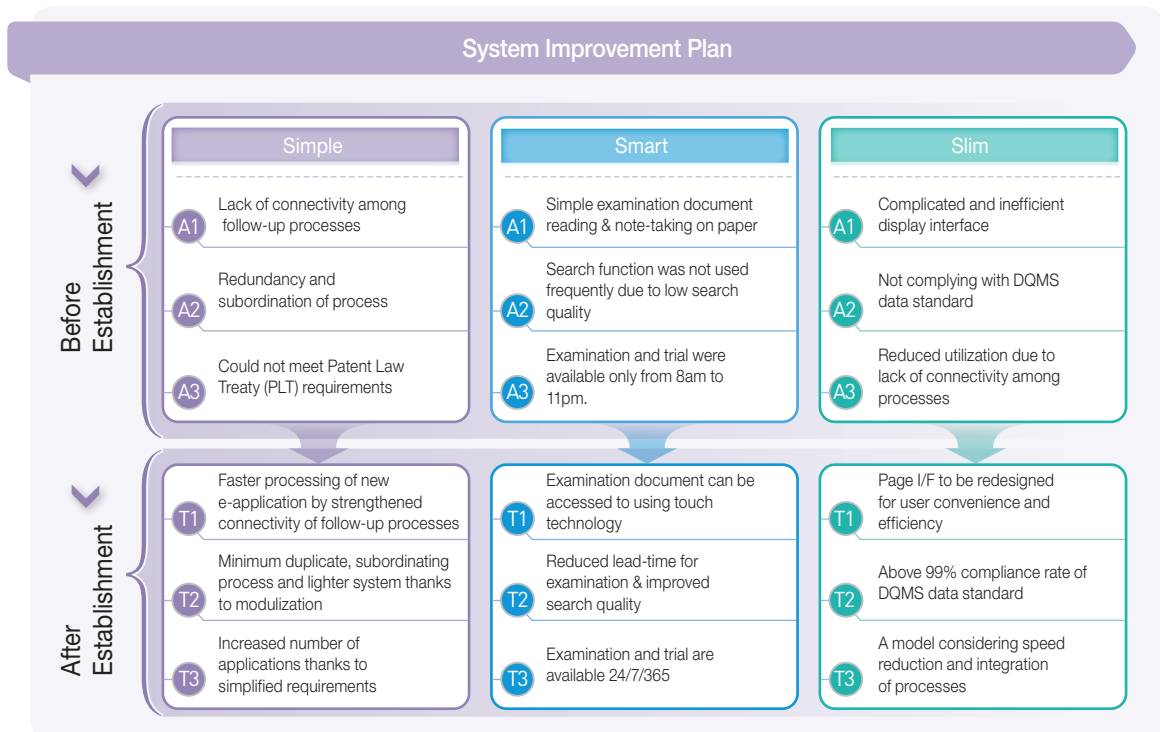 System Improvement Plan
Before
Establishment
Simple
A1
Lack of connectivity among
follow-up processes
A2
Redundancy and
subordination of process
A3
Could not meet Patent Law
Treaty (PLT) requirements
Smart
A1
Simple examination document
reading & note-taking on paper
A2
Search function was not used
frequently due to low search
quality
A3
Examination and trial were
available only from 8am to
11pm.
Slim
A1
Complicated and inefficient
display interface
A2
Not complying with DQMS
data standard
A3
Reduced utilization due to
lack of connectivity among
processes
After
Establishment
T1
Faster processing of new
e-application by strengthened
connectivity of follow-up processes
T2
Minimum duplicate, subordinating
process and lighter system thanks
to modulization
T3
Increased number of
applications thanks to
simplified requirements
T1
Examination document can be
accessed to using touch
technology
T2
Reduced lead-time for
examination & improved
search quality
T3
Examination and trial are
available 24/7/365
T1
Page I/F to be redesigned
for user convenience and
efficiency
T2
Above 99% compliance rate of
DQMS data standard
T3
A model considering speed
reduction and integration
of processes